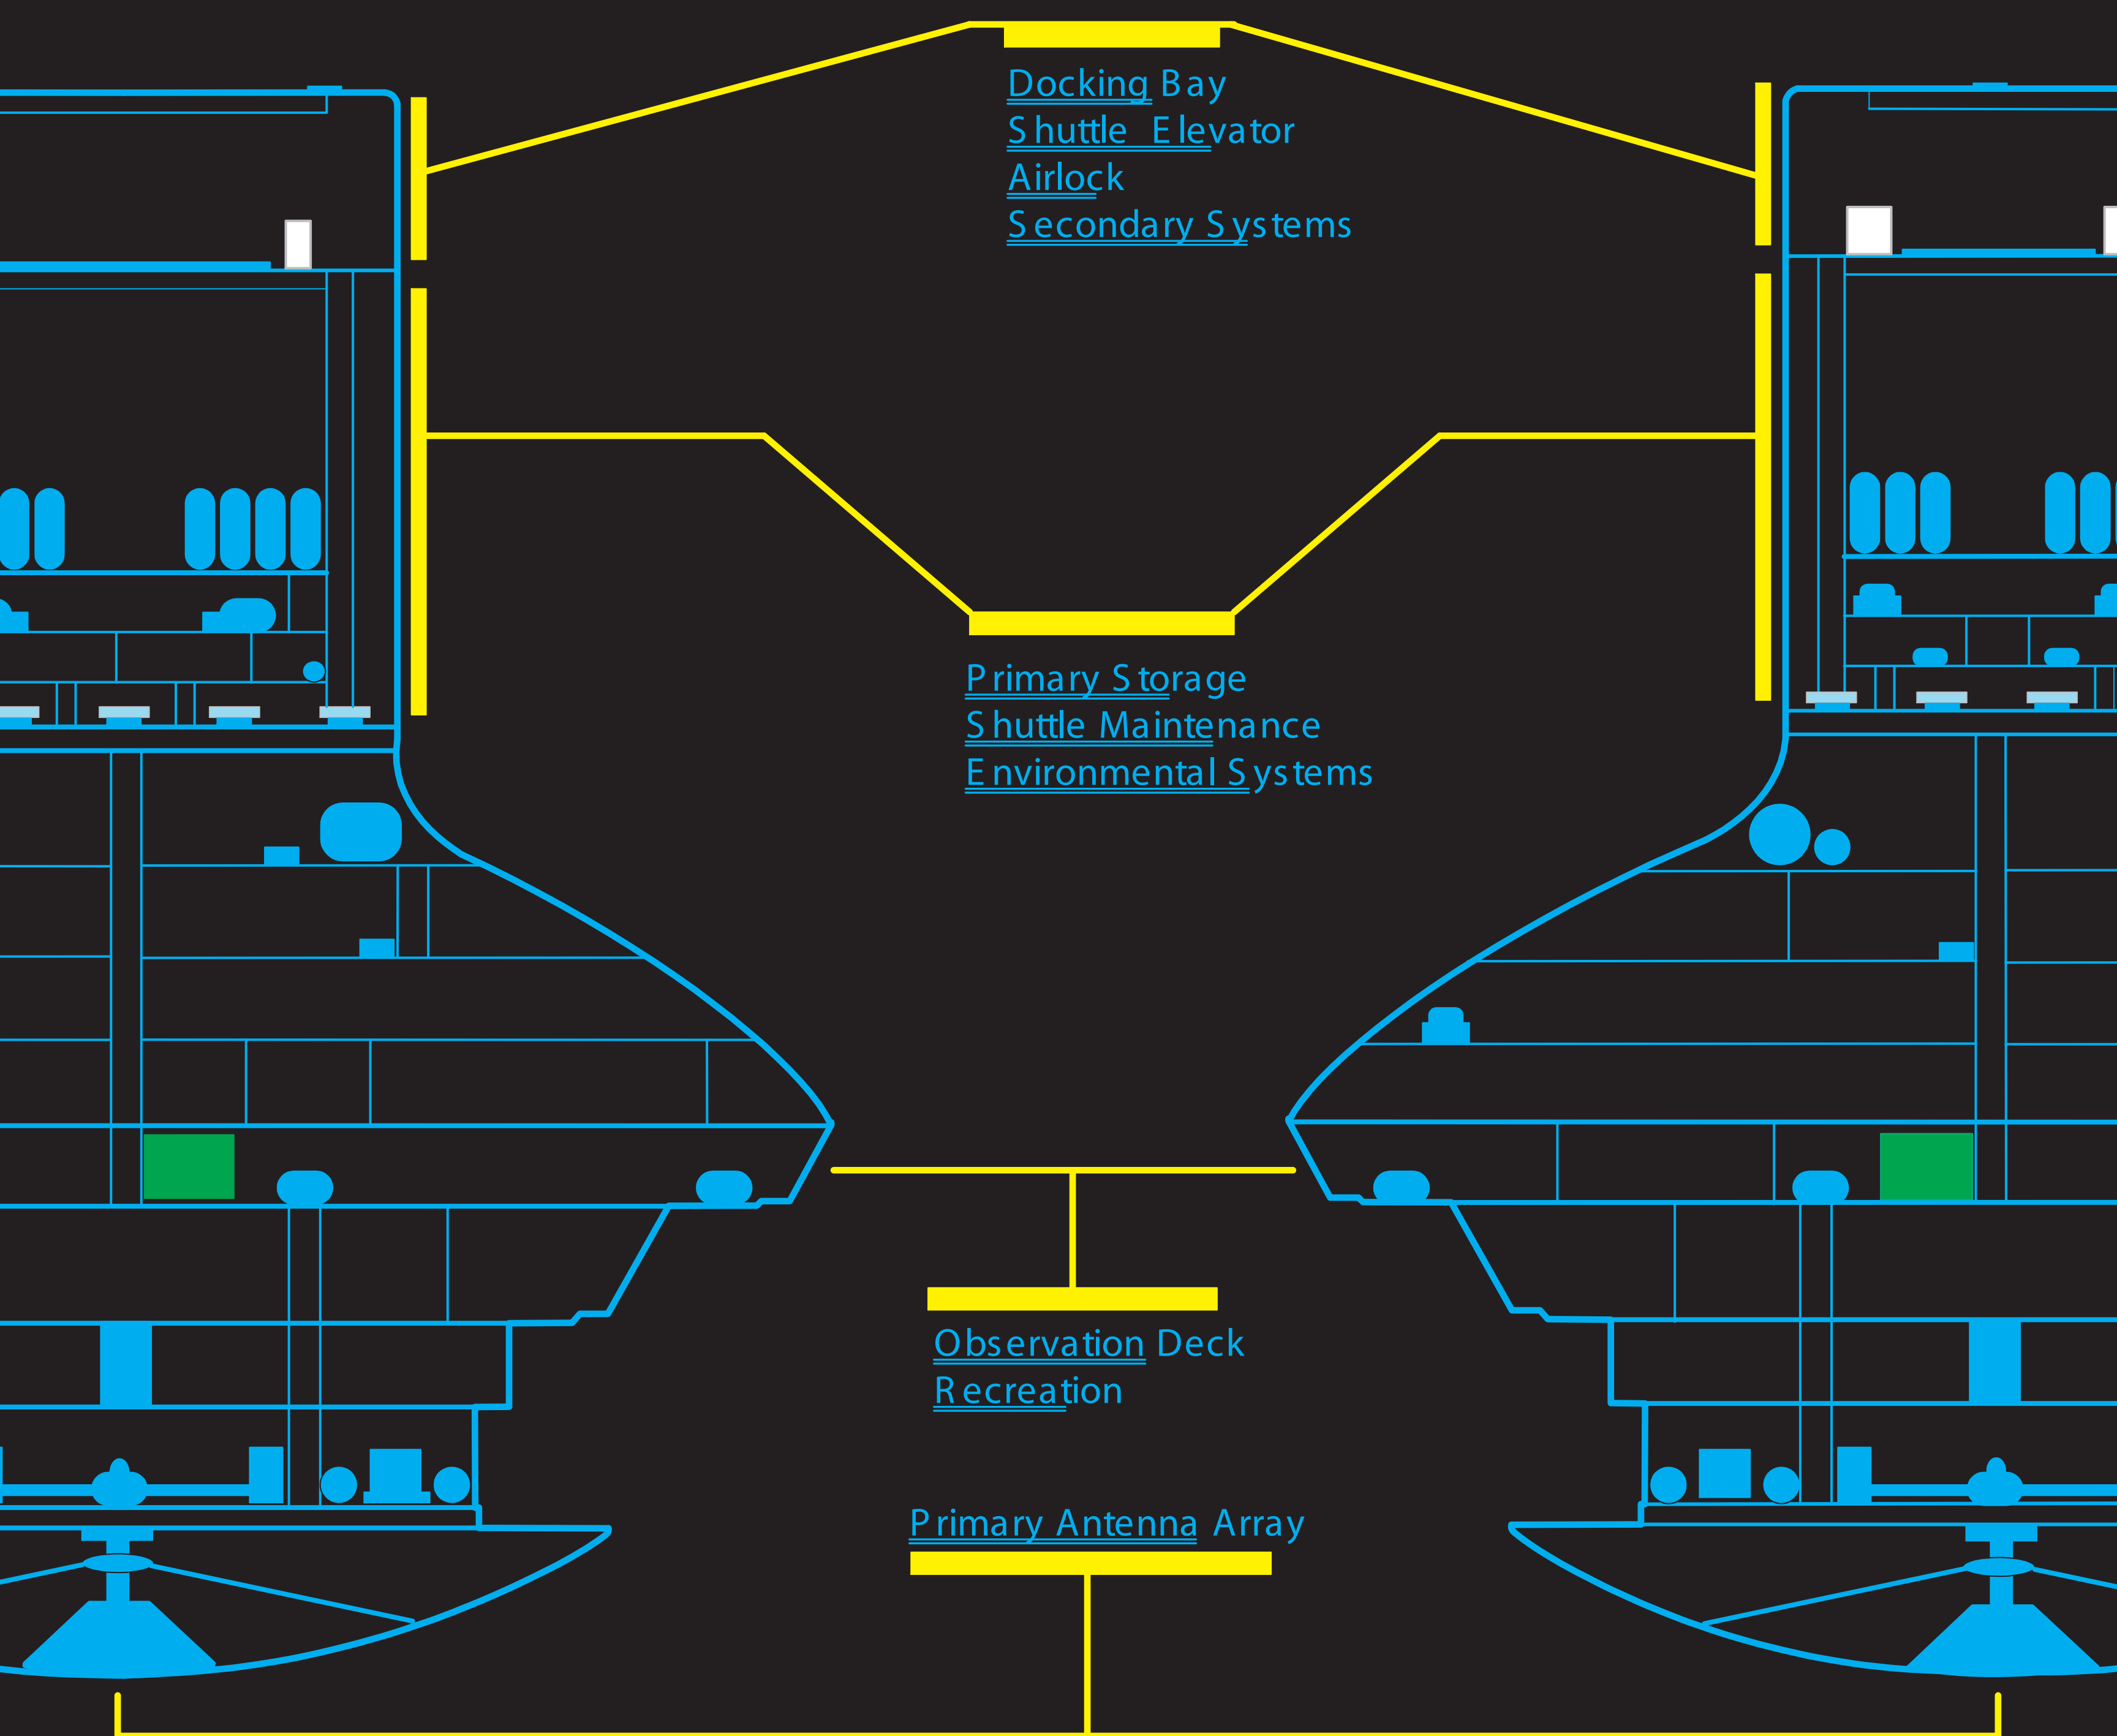 Docking Bay
Shuttle Elevator
Airlock
Secondary Systems
Primary Storage
Shuttle Maintenance
Environmental Systems
Observation Deck
Recreation
Primary Antenna Array